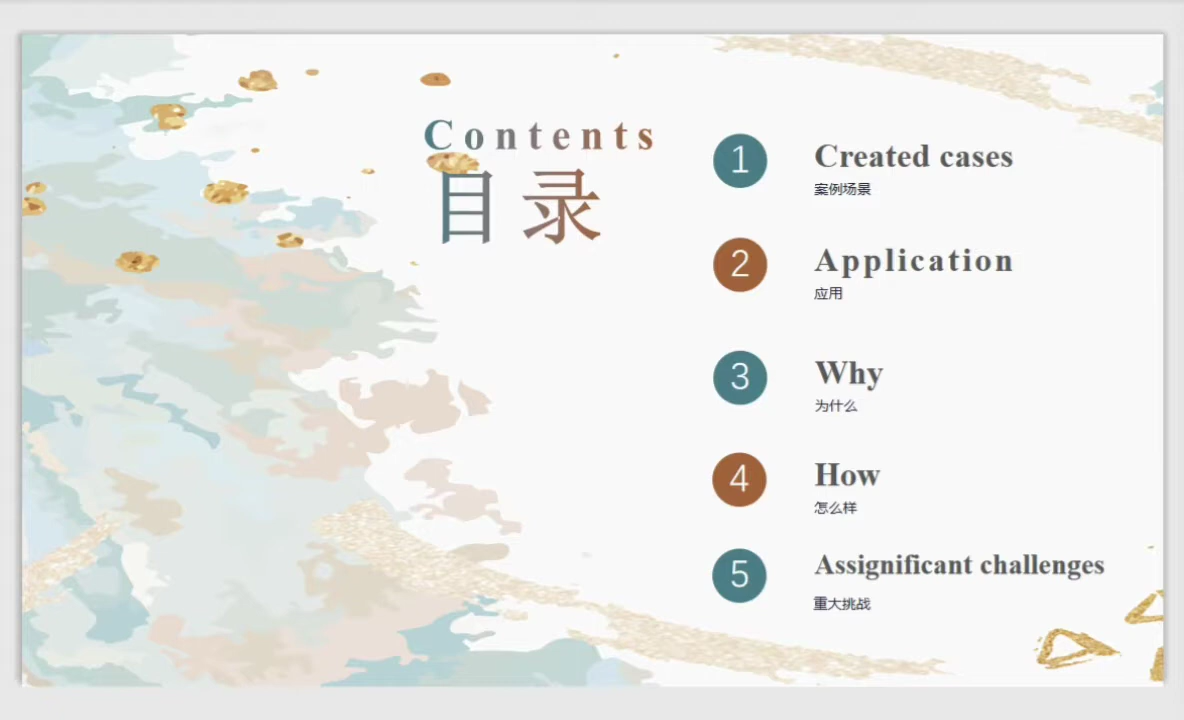 Contents
目录
1
Created cases
案例场景
2
Application
应用
3
Why
为什么
4
How
怎么样
5
Assignificant challenges
重大挑战